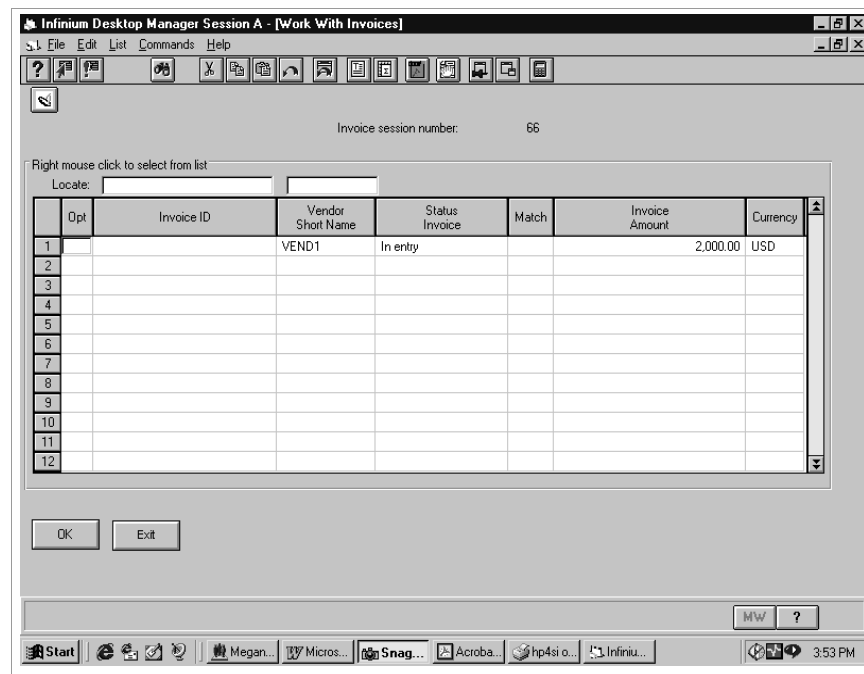 Infinium Desktop Manager Session A - [Work With Invoices]
File Edit List Commands Help
Invoice session number: 66
Right mouse click to select from list
Locate:
Opt Invoice ID Vendor Short Name Status Invoice Match Invoice Amount Currency
1 VEND1 In entry 2,000.00 USD
2
3
4
5
6
7
8
9
10
11
12
OK Exit
MW ?
Start Megan... Micros... Snag... Acroba... hp4si o... Infiniu... 3:53 PM